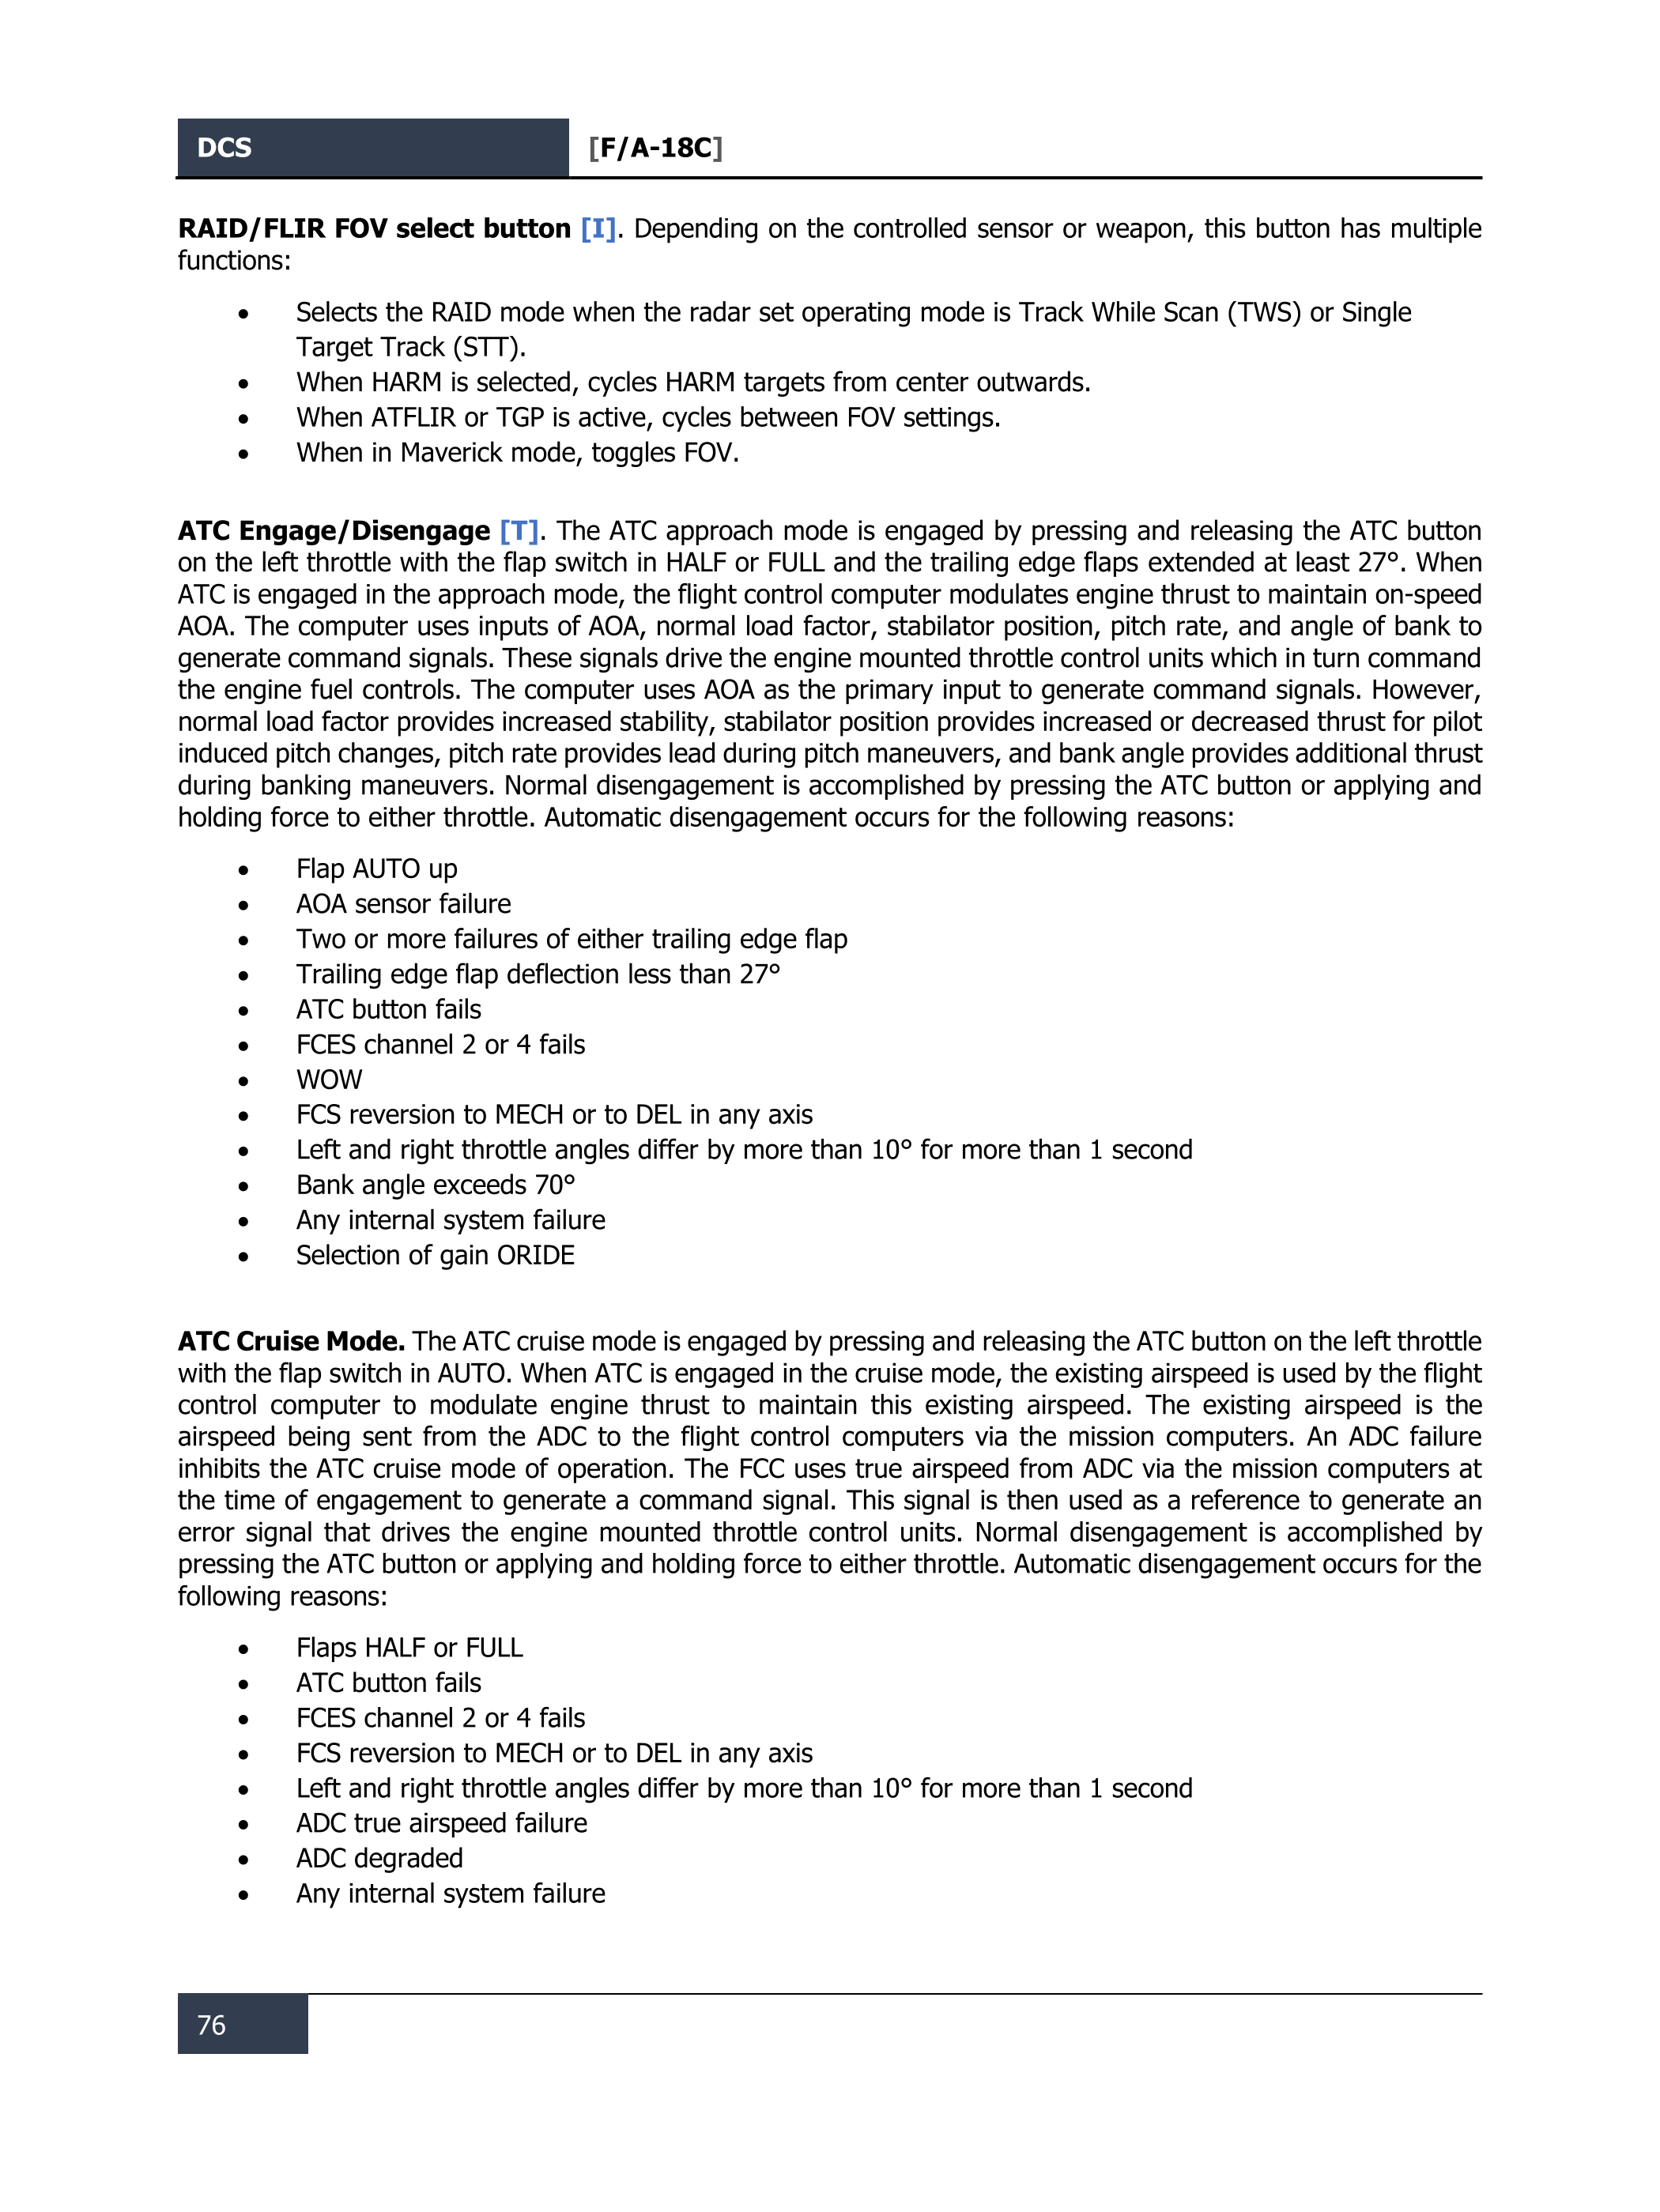 DCS [F/A-18C]
RAID/FLIR FOV select button [I]. Depending on the controlled sensor or weapon, this button has multiple
functions:
• Selects the RAID mode when the radar set operating mode is Track While Scan (TWS) or Single
Target Track (STT).
• When HARM is selected, cycles HARM targets from center outwards.
• When ATFLIR or TGP is active, cycles between FOV settings.
• When in Maverick mode, toggles FOV.
ATC Engage/Disengage [T]. The ATC approach mode is engaged by pressing and releasing the ATC button
on the left throttle with the flap switch in HALF or FULL and the trailing edge flaps extended at least 27°. When
ATC is engaged in the approach mode, the flight control computer modulates engine thrust to maintain on-speed
AOA. The computer uses inputs of AOA, normal load factor, stabilator position, pitch rate, and angle of bank to
generate command signals. These signals drive the engine mounted throttle control units which in turn command
the engine fuel controls. The computer uses AOA as the primary input to generate command signals. However,
normal load factor provides increased stability, stabilator position provides increased or decreased thrust for pilot
induced pitch changes, pitch rate provides lead during pitch maneuvers, and bank angle provides additional thrust
during banking maneuvers. Normal disengagement is accomplished by pressing the ATC button or applying and
holding force to either throttle. Automatic disengagement occurs for the following reasons:
• Flap AUTO up
• AOA sensor failure
• Two or more failures of either trailing edge flap
• Trailing edge flap deflection less than 27°
• ATC button fails
• FCES channel 2 or 4 fails
• WOW
• FCS reversion to MECH or to DEL in any axis
• Left and right throttle angles differ by more than 10° for more than 1 second
• Bank angle exceeds 70°
• Any internal system failure
• Selection of gain ORIDE
ATC Cruise Mode. The ATC cruise mode is engaged by pressing and releasing the ATC button on the left throttle
with the flap switch in AUTO. When ATC is engaged in the cruise mode, the existing airspeed is used by the flight
control computer to modulate engine thrust to maintain this existing airspeed. The existing airspeed is the
airspeed being sent from the ADC to the flight control computers via the mission computers. An ADC failure
inhibits the ATC cruise mode of operation. The FCC uses true airspeed from ADC via the mission computers at
the time of engagement to generate a command signal. This signal is then used as a reference to generate an
error signal that drives the engine mounted throttle control units. Normal disengagement is accomplished by
pressing the ATC button or applying and holding force to either throttle. Automatic disengagement occurs for the
following reasons:
• Flaps HALF or FULL
• ATC button fails
• FCES channel 2 or 4 fails
• FCS reversion to MECH or to DEL in any axis
• Left and right throttle angles differ by more than 10° for more than 1 second
• ADC true airspeed failure
• ADC degraded
• Any internal system failure
76